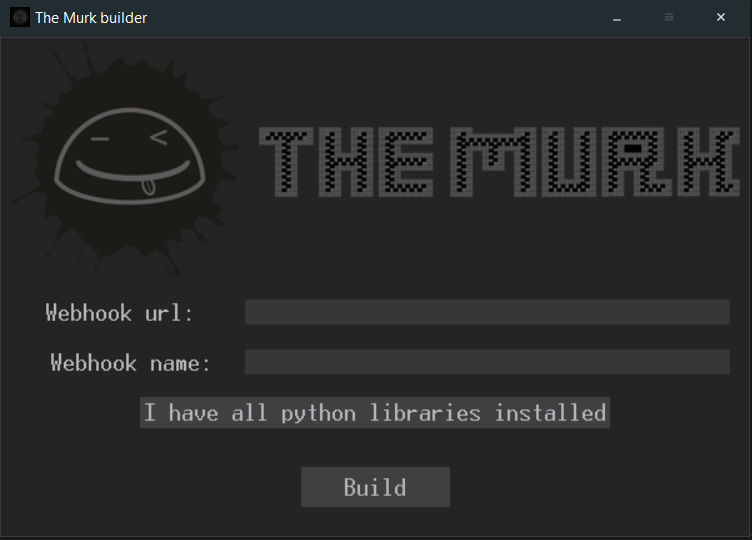 The Murk builder
THE MURK
Webhook url:
Webhook name:
I have all python libraries installed
Build